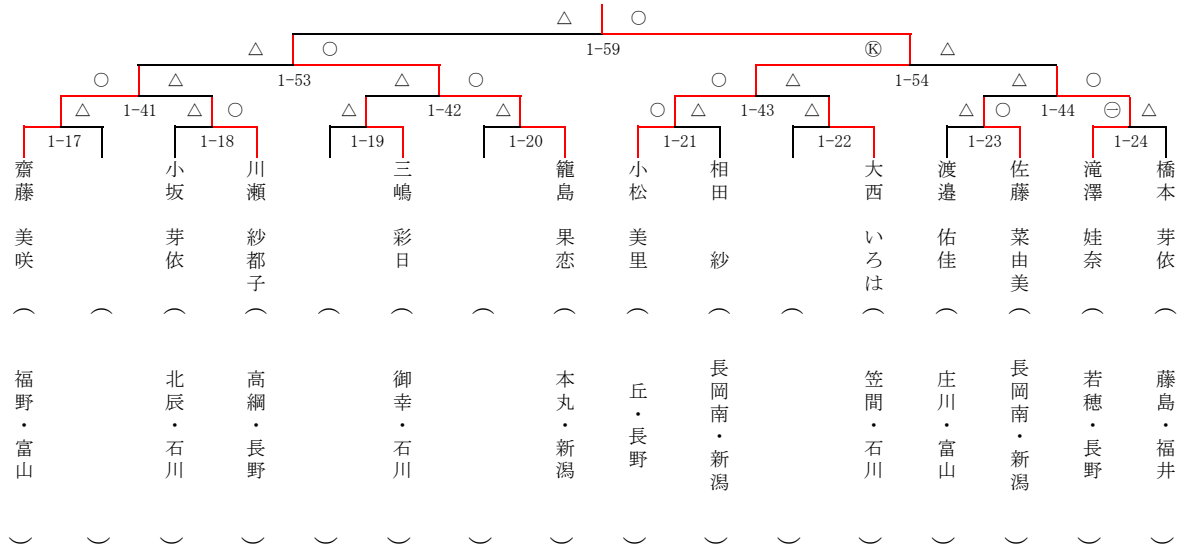 △ ○
1-59
△ ○ Ⓚ △
1-53 1-54
○ △ △ ○ ○ △ △ ○
1-41 1-42 1-43 1-44
△ △ ○ △ △ ○ △ △ △ ○ ㊀ △
1-17 1-18 1-19 1-20 1-21 1-22 1-23 1-24
齋藤 美咲 (福野・富山)
( )
小坂 芽依 (北辰・石川)
川瀬 紗都子 (高綱・長野)
( )
三嶋 彩日 (御幸・石川)
( )
籠島 果恋 (本丸・新潟)
小松 美里 (丘・長野)
相田 紗 (長岡南・新潟)
( )
大西 いろは (笠間・石川)
渡邉 佑佳 (庄川・富山)
佐藤 菜由美 (長岡南・新潟)
滝澤 娃奈 (若穂・長野)
橋本 芽依 (藤島・福井)